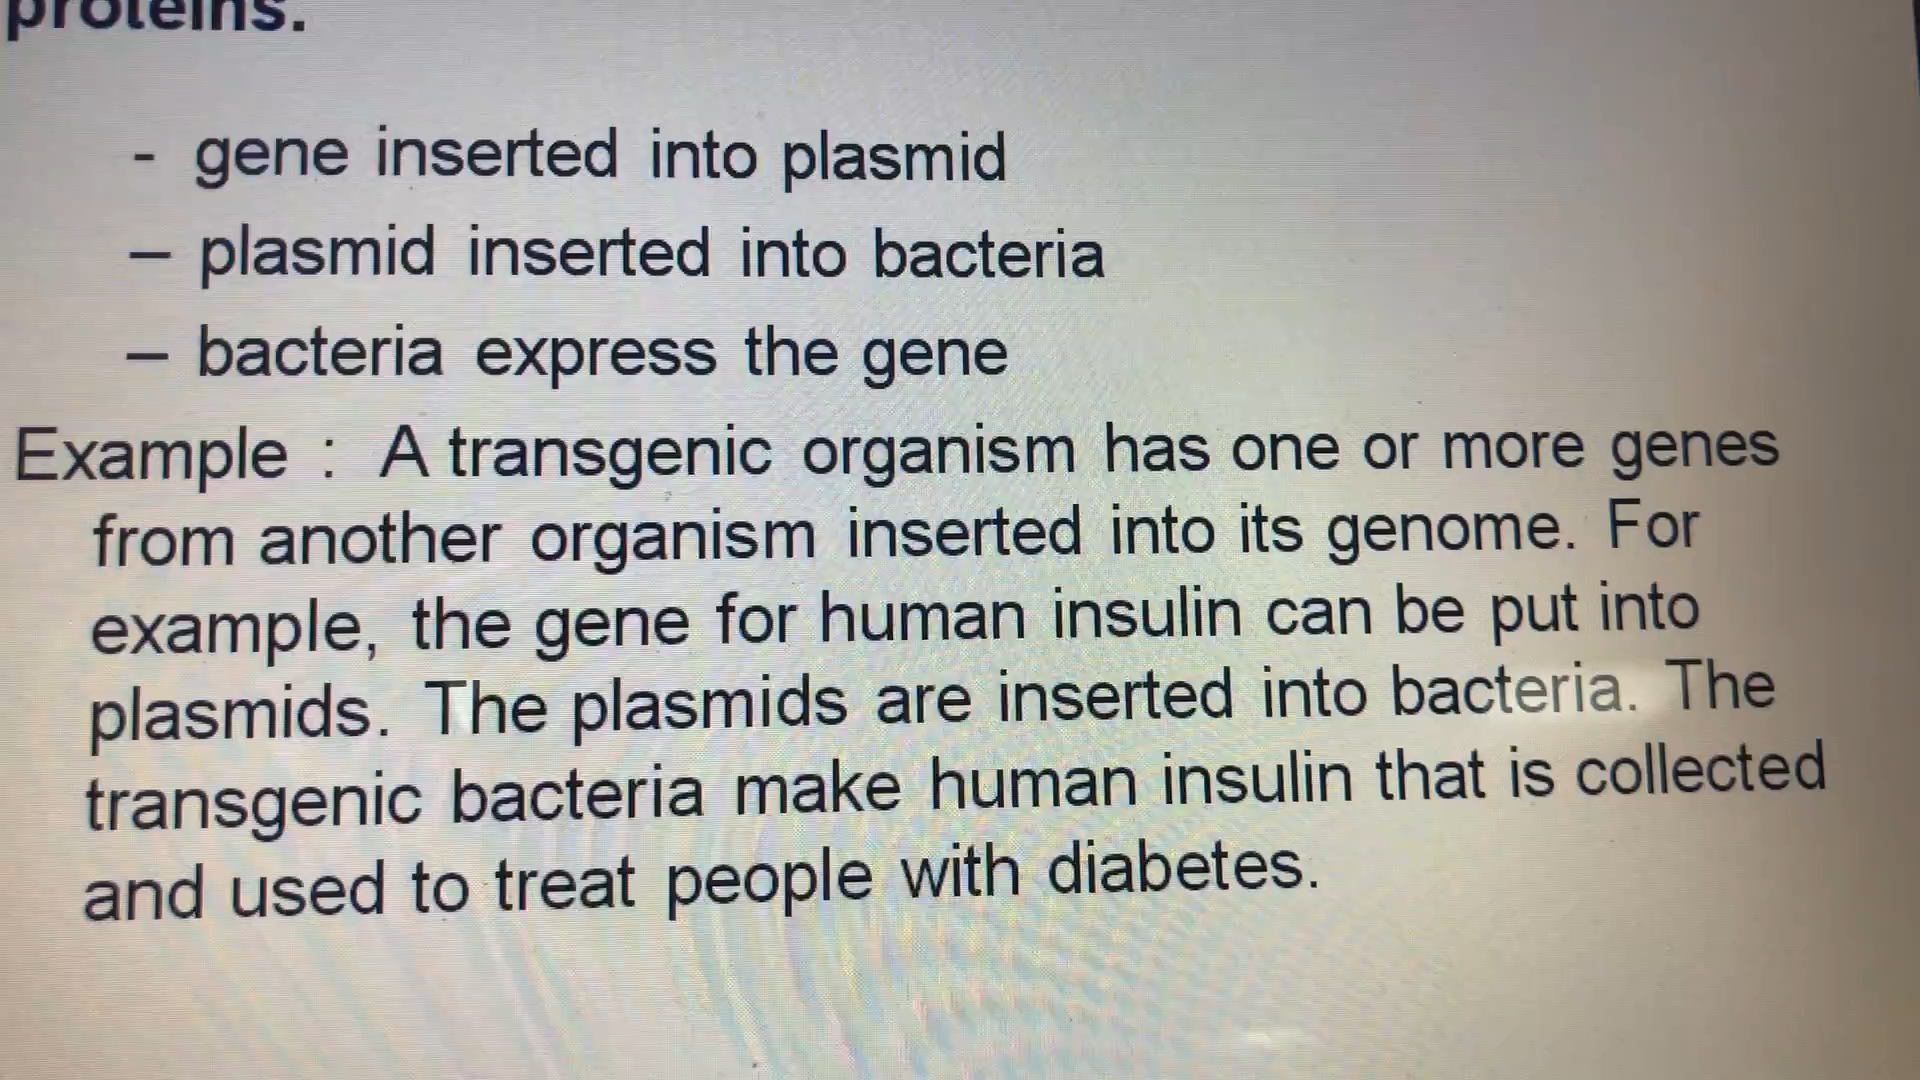 proteins.
- gene inserted into plasmid
– plasmid inserted into bacteria
– bacteria express the gene
Example : A transgenic organism has one or more genes
from another organism inserted into its genome. For
example, the gene for human insulin can be put into
plasmids. The plasmids are inserted into bacteria. The
transgenic bacteria make human insulin that is collected
and used to treat people with diabetes.